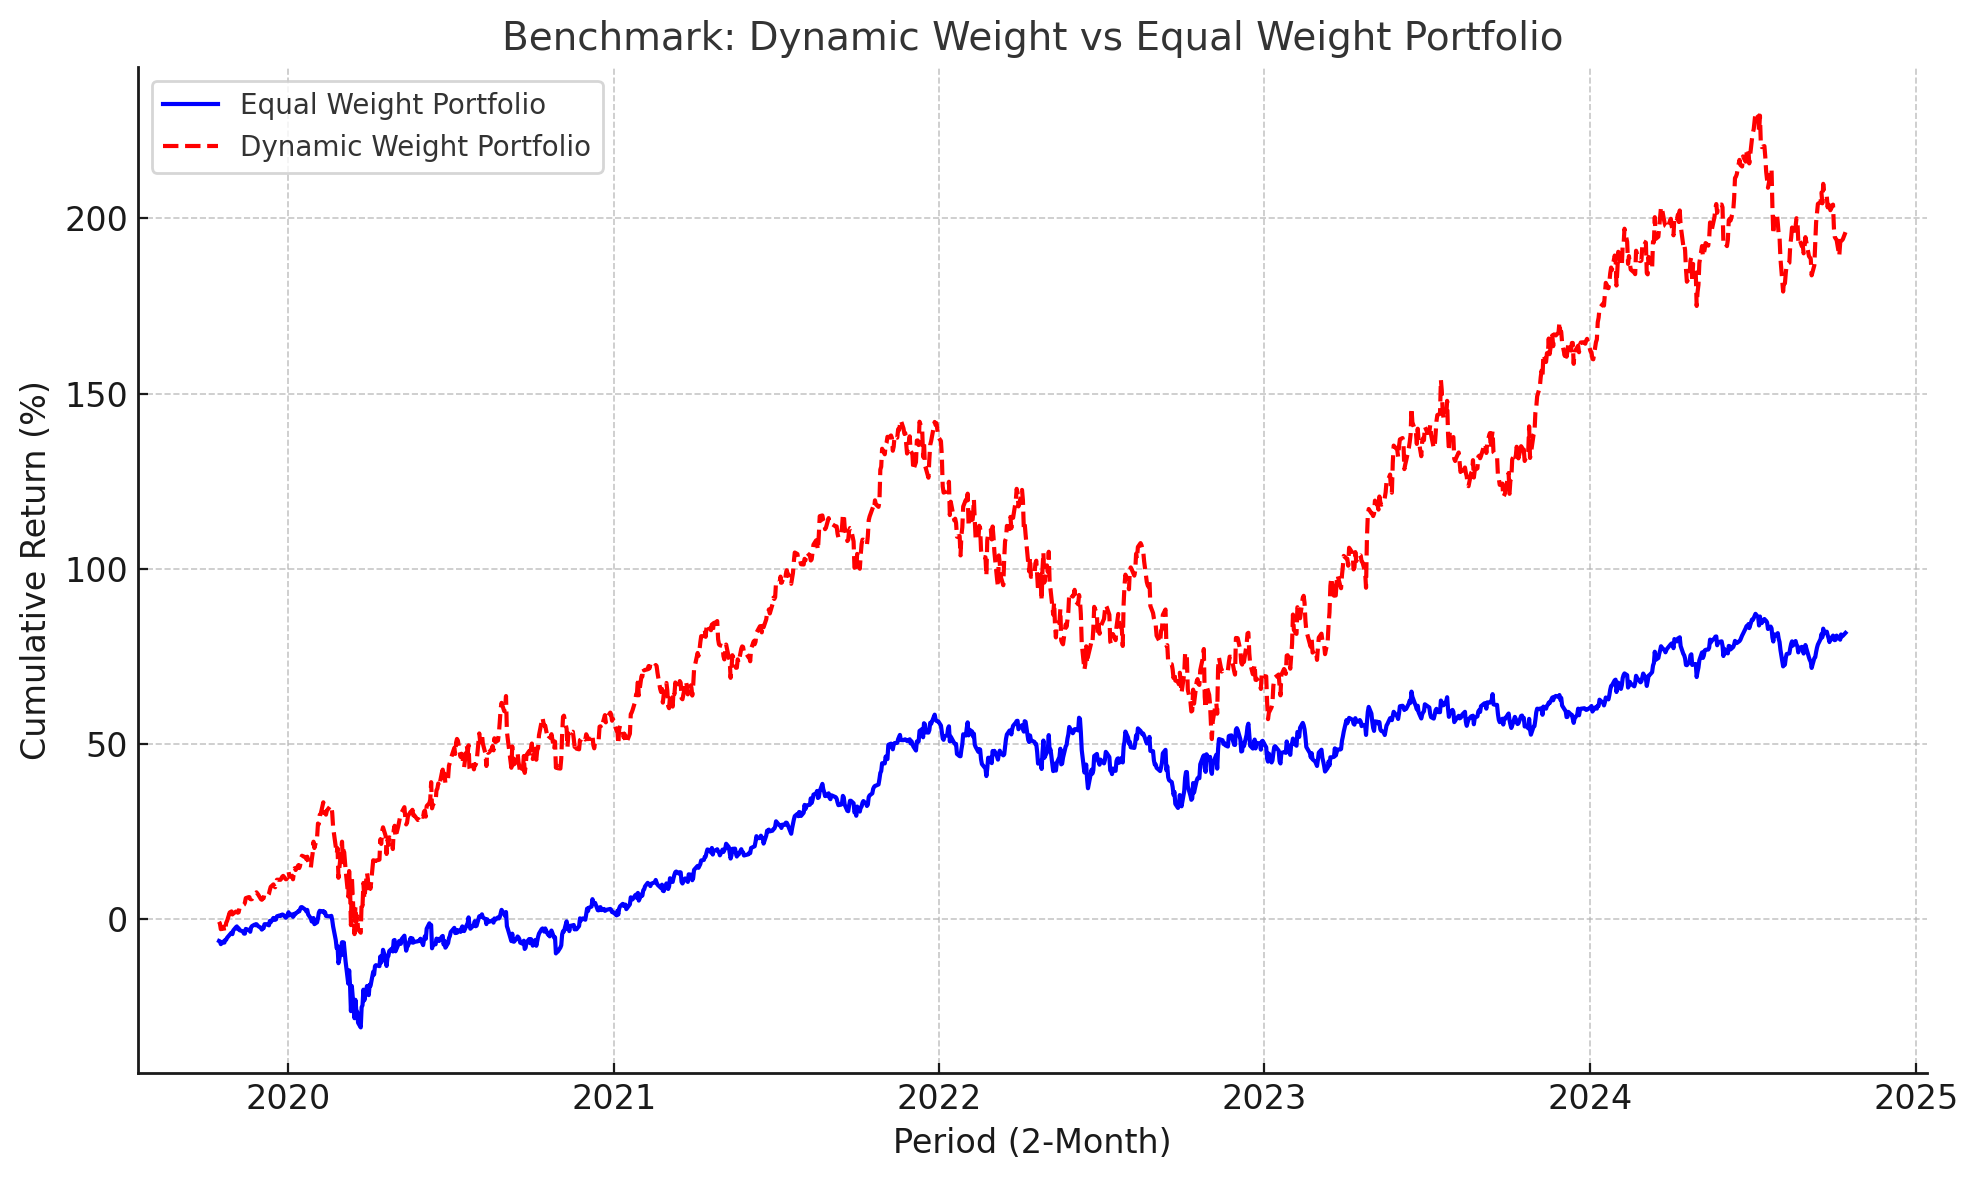 Benchmark: Dynamic Weight vs Equal Weight Portfolio
Equal Weight Portfolio
Dynamic Weight Portfolio
Cumulative Return (%)
200
150
100
50
0
2020 2021 2022 2023 2024 2025
Period (2-Month)